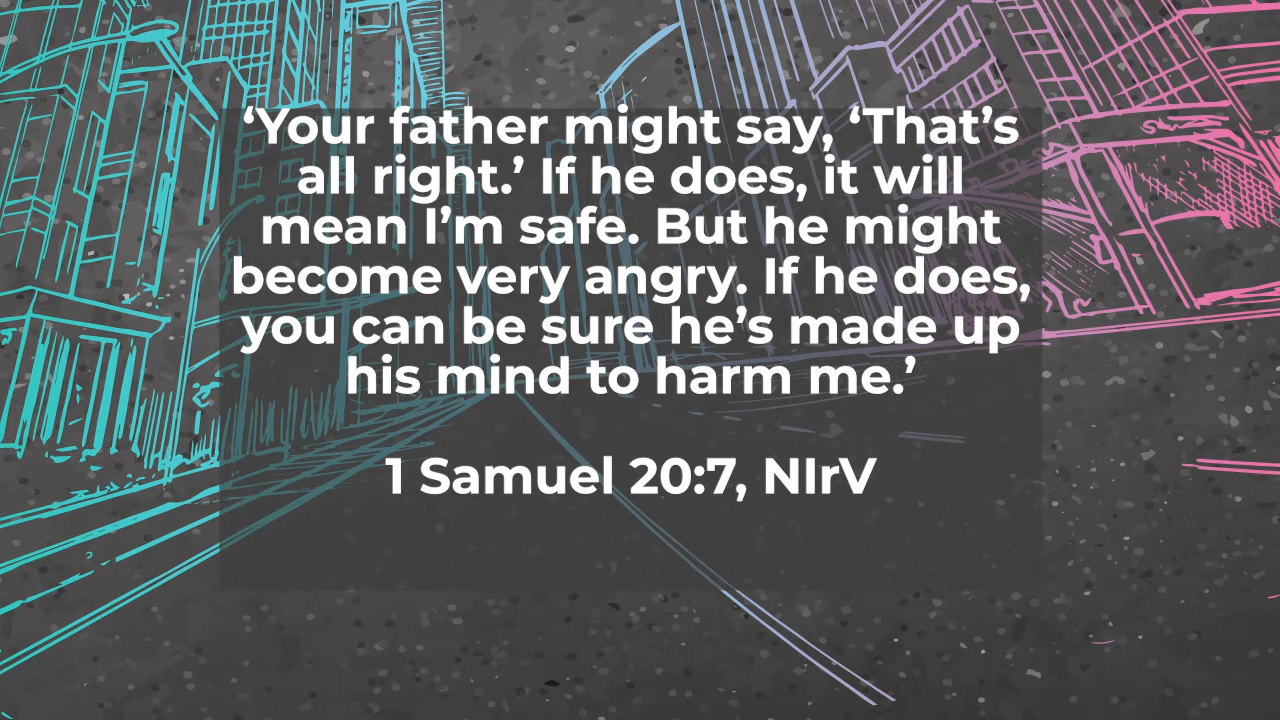 ‘Your father might say, ‘That’s
all right.’ If he does, it will
mean I’m safe. But he might
become very angry. If he does,
you can be sure he’s made up
his mind to harm me.’
1 Samuel 20:7, NIrV